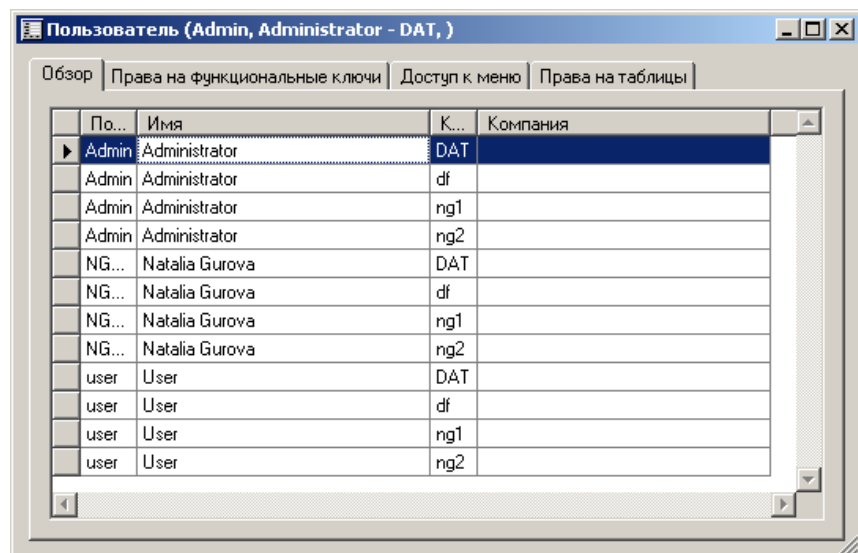 Пользователь (Admin, Administrator - DAT, )
Обзор Права на функциональные ключи Доступ к меню Права на таблицы
По... Имя К... Компания
Admin Administrator DAT
Admin Administrator df
Admin Administrator ng1
Admin Administrator ng2
NG... Natalia Gurova DAT
NG... Natalia Gurova df
NG... Natalia Gurova ng1
NG... Natalia Gurova ng2
user User DAT
user User df
user User ng1
user User ng2